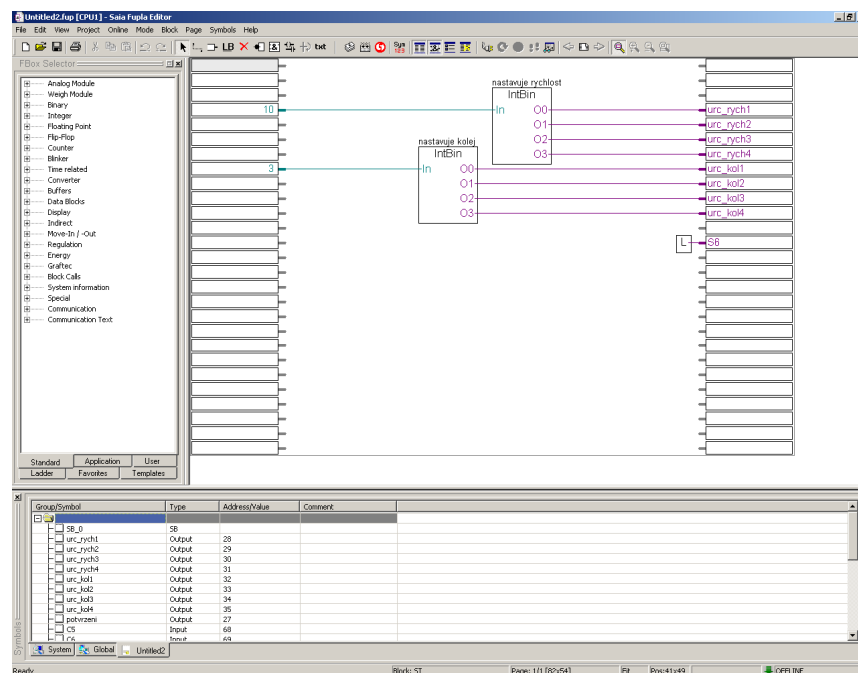 Untitled2.fup [CPU1] - Saia Fupla Editor
File Edit View Project Online Mode Block Page Symbols Help
LB txt
FBox Selector
Analog Module
Weigh Module
Binary
Integer
Floating Point
Flip-Flop
Counter
Blinker
Time related
Converter
Buffers
Data Blocks
Display
Indirect
Move-In / -Out
Regulation
Energy
Graftec
Block Calls
System information
Special
Communication
Communication Text
Standard Application User
Ladder Favorites Templates
nastavuje rychlost
IntBin
10 In O0 urc_rych1
O1 urc_rych2
O2 urc_rych3
O3 urc_rych4
nastavuje kolej
IntBin
3 In O0 urc_kol1
O1 urc_kol2
O2 urc_kol3
O3 urc_kol4
L S6
Group/Symbol Type Address/Value Comment
SB_0 SB
urc_rych1 Output 28
urc_rych2 Output 29
urc_rych3 Output 30
urc_rych4 Output 31
urc_kol1 Output 32
urc_kol2 Output 33
urc_kol3 Output 34
urc_kol4 Output 35
potvrzeni Output 27
C5 Input 68
C6 Input 69
Symbols
System Global Untitled2
Ready Block: ST Page: 1/1 [82x54] Fit Pos:41x49 OFFLINE